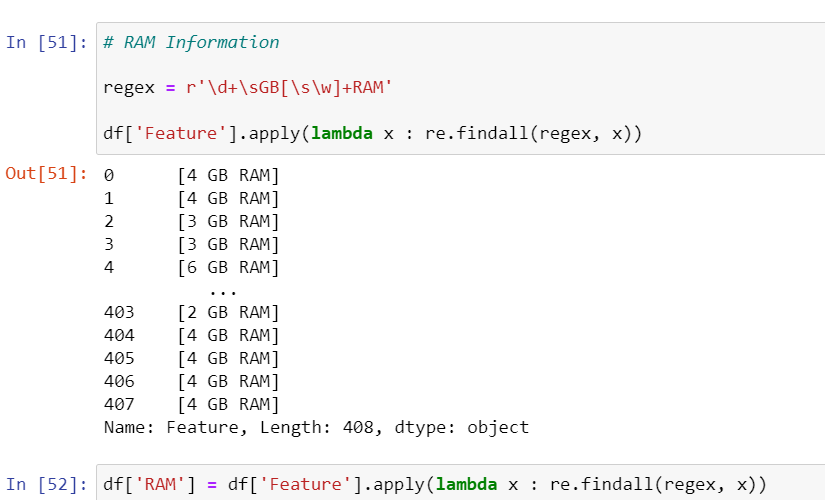 In [51]: # RAM Information
regex = r'\d+\sGB[\s\w]+RAM'
df['Feature'].apply(lambda x : re.findall(regex, x))
Out[51]: 0 [4 GB RAM]
1 [4 GB RAM]
2 [3 GB RAM]
3 [3 GB RAM]
4 [6 GB RAM]
...
403 [2 GB RAM]
404 [4 GB RAM]
405 [4 GB RAM]
406 [4 GB RAM]
407 [4 GB RAM]
Name: Feature, Length: 408, dtype: object
In [52]: df['RAM'] = df['Feature'].apply(lambda x : re.findall(regex, x))